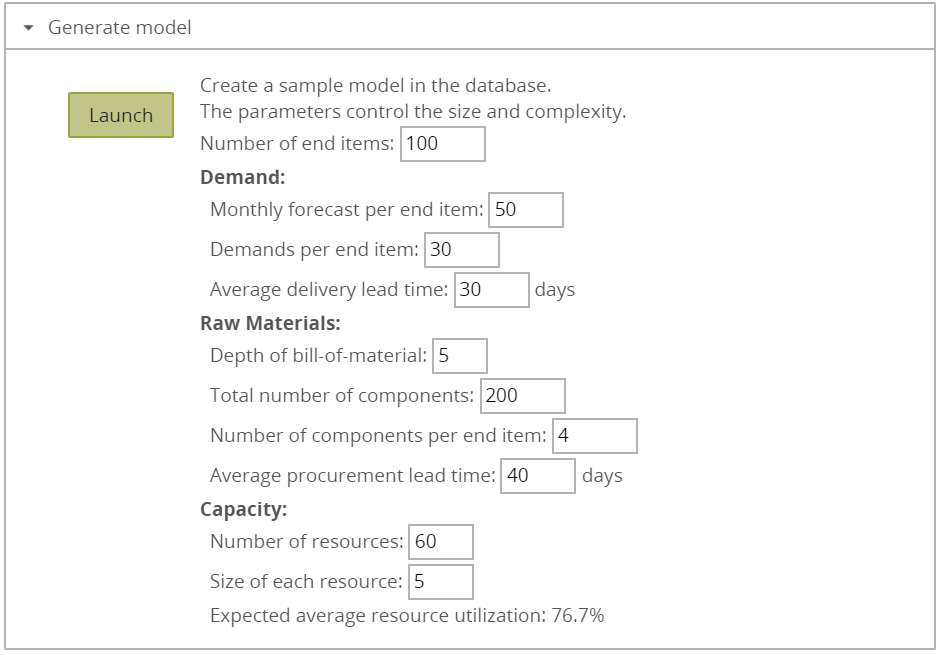 Generate model
Launch
Create a sample model in the database.
The parameters control the size and complexity.
Number of end items: 100
Demand:
Monthly forecast per end item: 50
Demands per end item: 30
Average delivery lead time: 30 days
Raw Materials:
Depth of bill-of-material: 5
Total number of components: 200
Number of components per end item: 4
Average procurement lead time: 40 days
Capacity:
Number of resources: 60
Size of each resource: 5
Expected average resource utilization: 76.7%